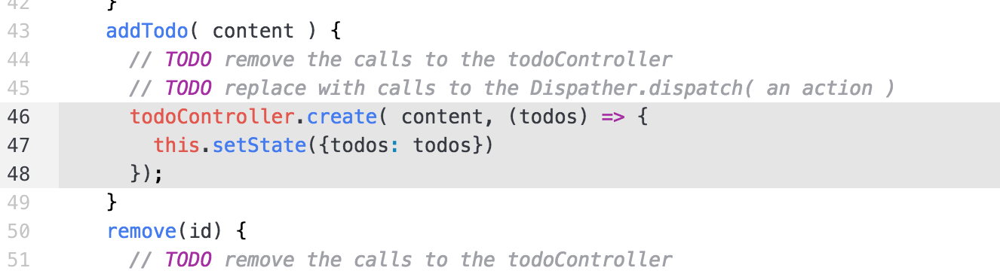 42 }
43 addTodo( content ) {
44 // TODO remove the calls to the todoController
45 // TODO replace with calls to the Dispather.dispatch( an action )
46 todoController.create( content, (todos) => {
47 this.setState({todos: todos})
48 });
49 }
50 remove(id) {
51 // TODO remove the calls to the todoController